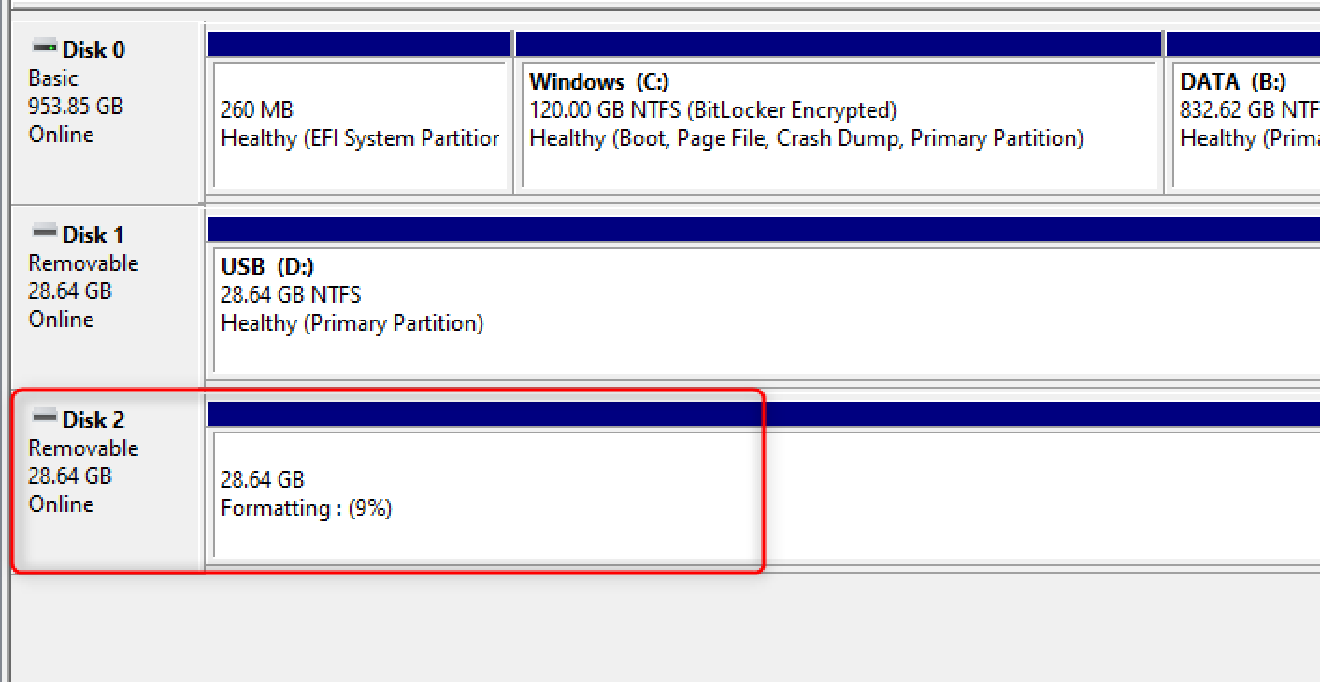 Disk 0
Basic
953.85 GB
Online
260 MB
Healthy (EFI System Partition
Windows (C:)
120.00 GB NTFS (BitLocker Encrypted)
Healthy (Boot, Page File, Crash Dump, Primary Partition)
DATA (B:)
832.62 GB NTF
Healthy (Prima
Disk 1
Removable
28.64 GB
Online
USB (D:)
28.64 GB NTFS
Healthy (Primary Partition)
Disk 2
Removable
28.64 GB
Online
28.64 GB
Formatting : (9%)